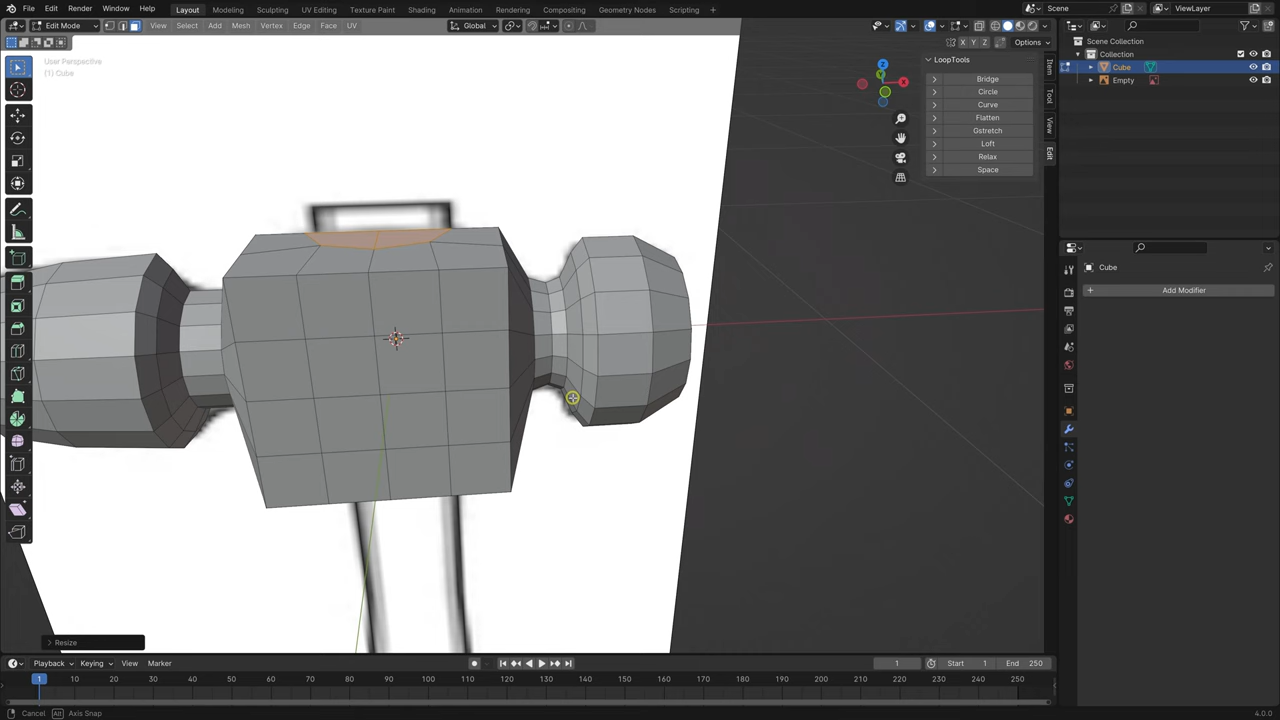 File Edit Render Window Help Layout Modeling Sculpting UV Editing Texture Paint Shading Animation Compositing Rendering Geometry Nodes Scripting + Scene ViewLayer
Edit Mode View Select Add Mesh Vertex Edge Face UV Global
X Y Z Options
User Perspective
(1) Cube
LoopTools
Bridge
Circle
Curve
Flatten
Gstretch
Loft
Relax
Space
Item
Tool
View
Edit
Z
X
Y
Scene Collection
Collection
Cube
Empty
Cube
+ Add Modifier
Resize
Playback Keying View Marker 1 Start 1 End 250
1 10 20 30 40 50 60 70 80 90 100 110 120 130 140 150 160 170 180 190 200 210 220 230 240 250
Cancel Alt Axis Snap 4.0.0